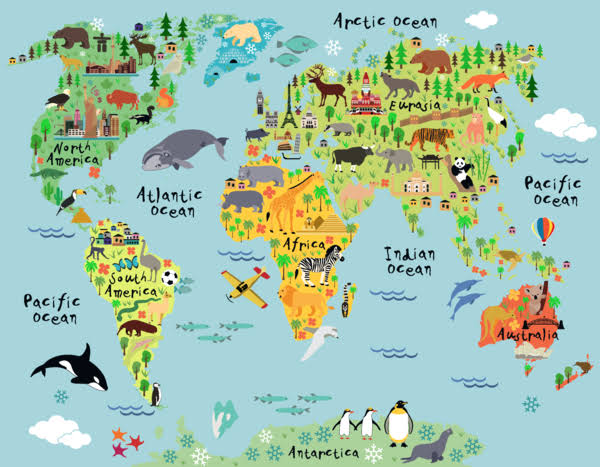 Arctic Ocean
Eurasia
North
America
Atlantic
Ocean
Pacific
Ocean
Africa
Indian
Ocean
South
America
Pacific
Ocean
Australia
Antarctica